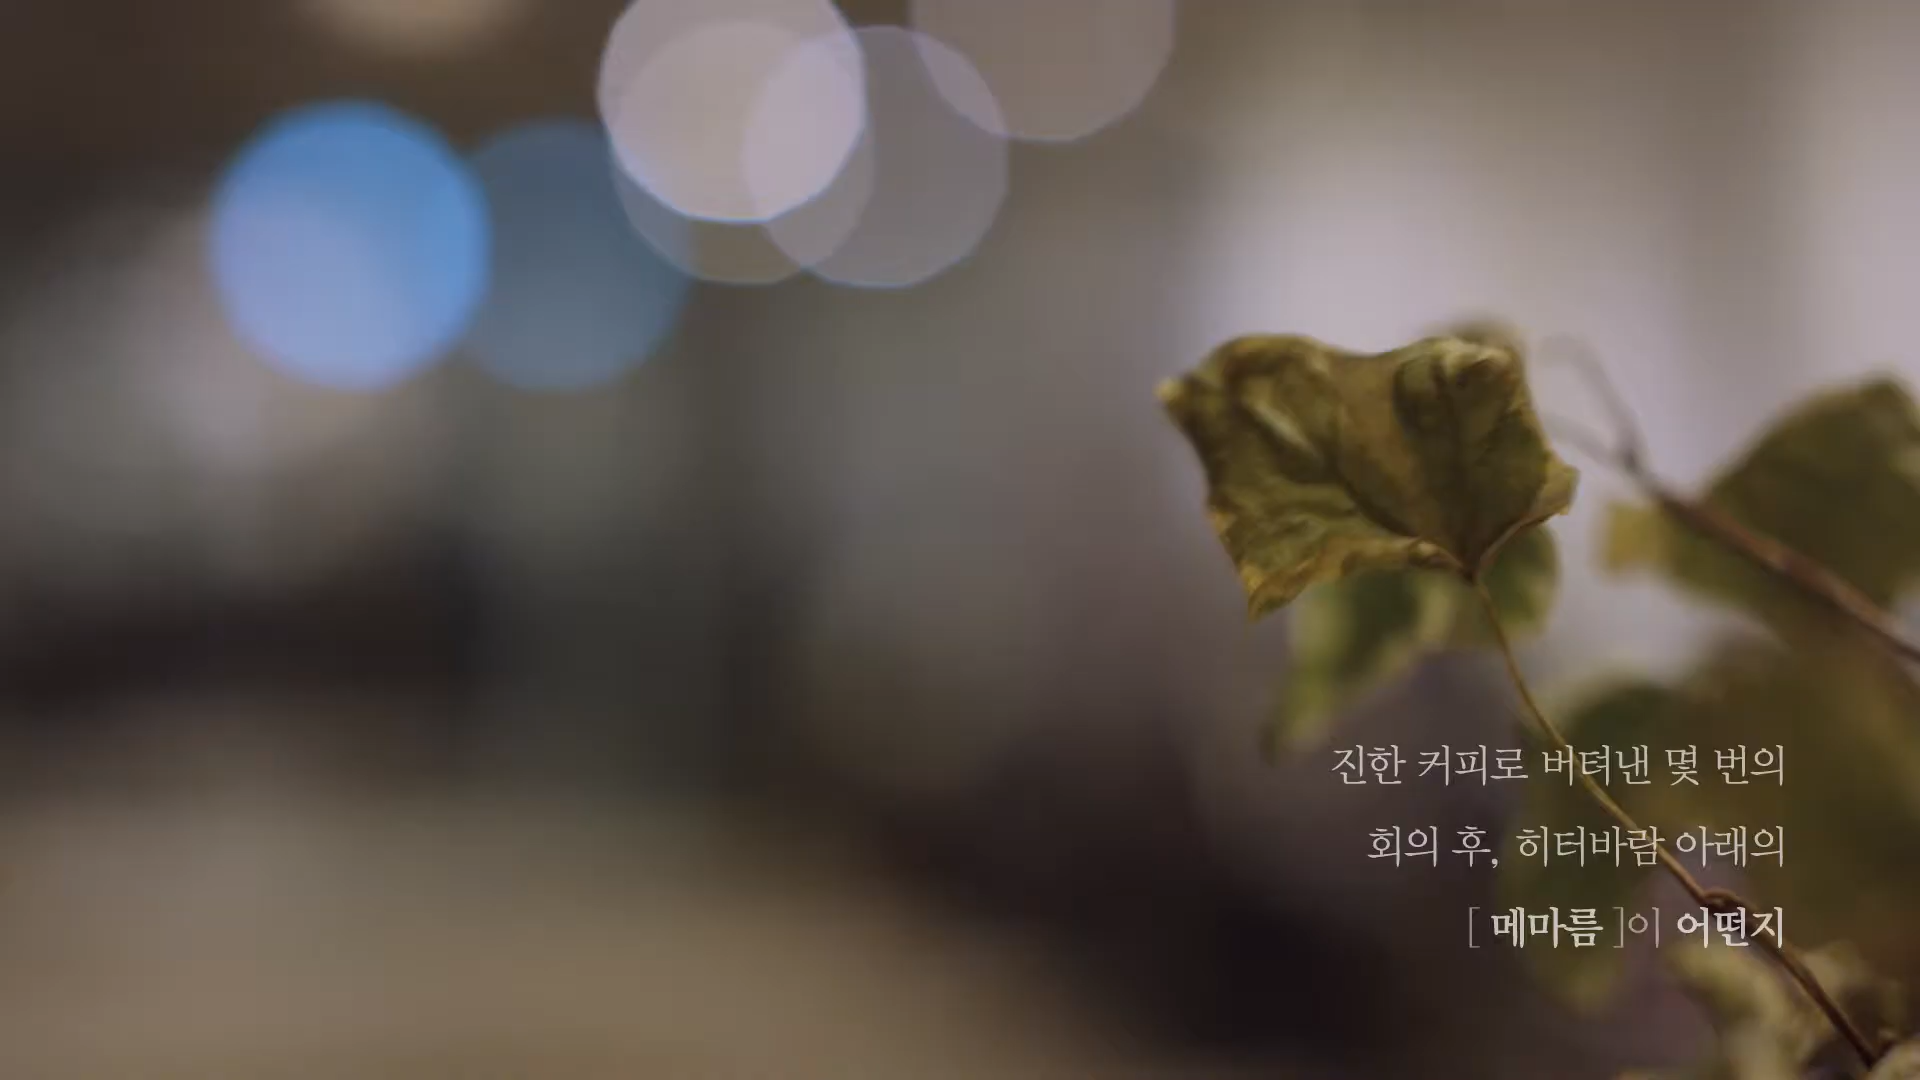 진한 커피로 버텨낸 몇 번의
회의 후, 히터바람 아래의
[ 메마름 ]이 어떤지